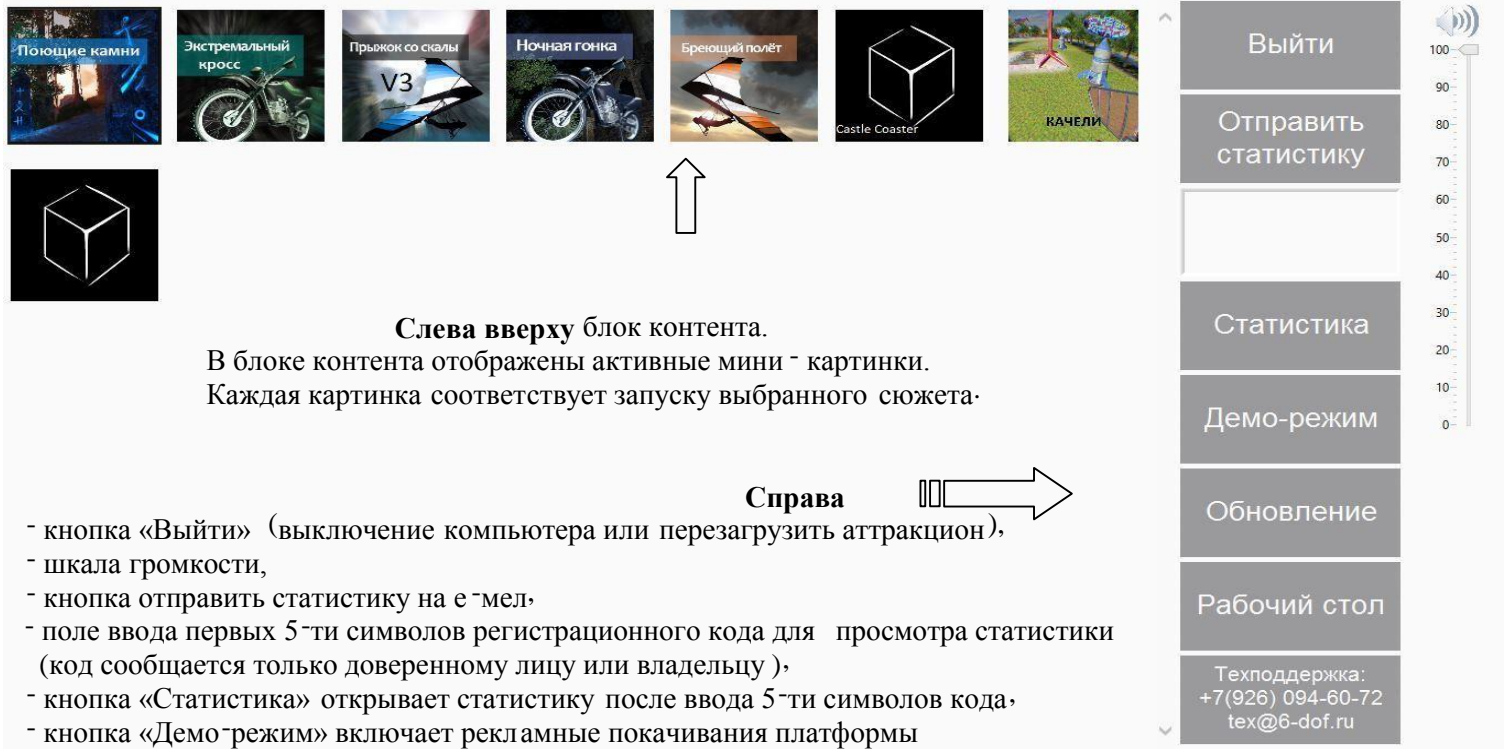 Поющие камни
Экстремальный
кросс
Прыжок со скалы
V3
Ночная гонка
Бреющий полёт
Castle Coaster
КАЧЕЛИ
Слева вверху блок контента.
В блоке контента отображены активные мини - картинки.
Каждая картинка соответствует запуску выбранного сюжета.
Справа
- кнопка «Выйти» (выключение компьютера или перезагрузить аттракцион),
- шкала громкости,
- кнопка отправить статистику на е-мел,
- поле ввода первых 5-ти символов регистрационного кода для просмотра статистики
(код сообщается только доверенному лицу или владельцу ),
- кнопка «Статистика» открывает статистику после ввода 5-ти символов кода,
- кнопка «Демо-режим» включает рекламные покачивания платформы
Выйти
Отправить
статистику
Статистика
Демо-режим
Обновление
Рабочий стол
Техподдержка:
+7(926) 094-60-72
tex@6-dof.ru
100
90
80
70
60
50
40
30
20
10
0